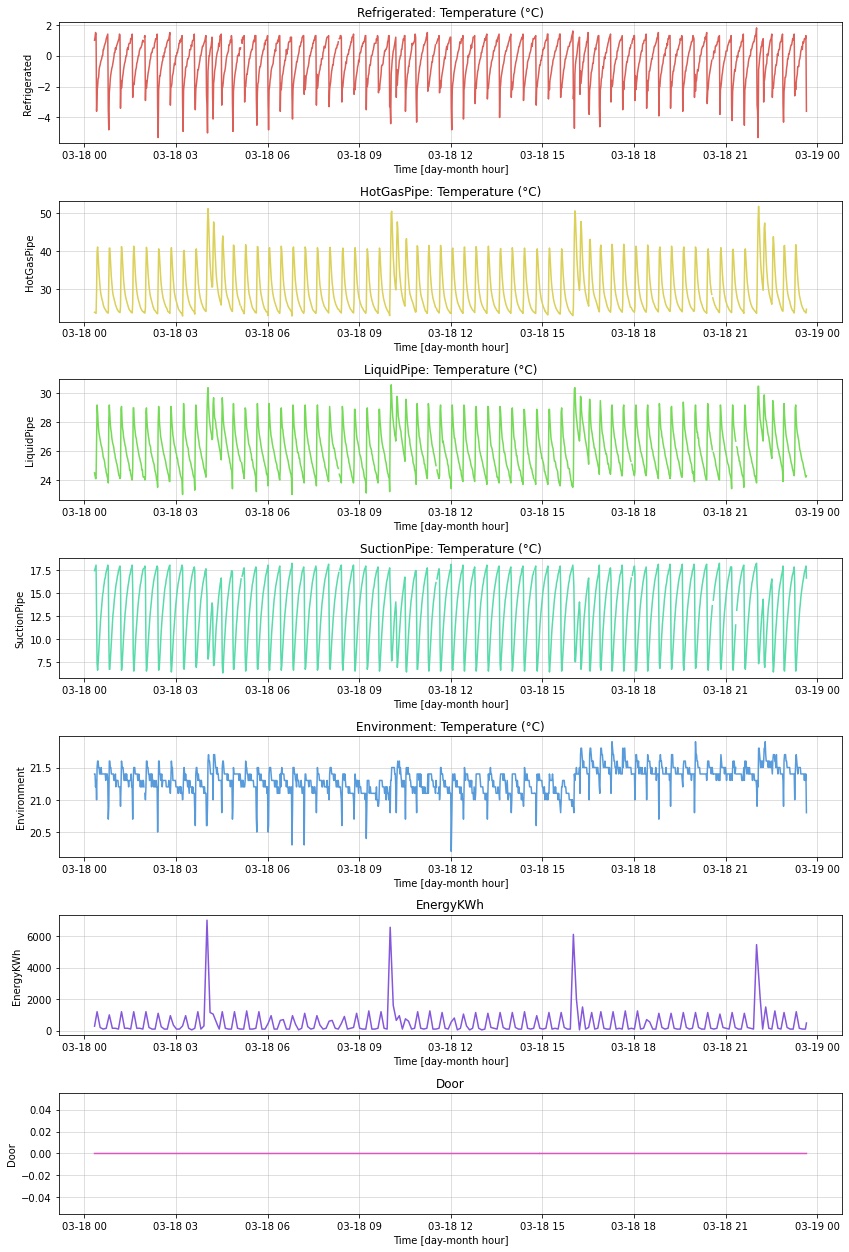 Refrigerated: Temperature (°C)
2
0
−2
−4
Refrigerated
03-18 00 03-18 03 03-18 06 03-18 09 03-18 12 03-18 15 03-18 18 03-18 21 03-19 00
Time [day-month hour]
HotGasPipe: Temperature (°C)
50
40
30
HotGasPipe
03-18 00 03-18 03 03-18 06 03-18 09 03-18 12 03-18 15 03-18 18 03-18 21 03-19 00
Time [day-month hour]
LiquidPipe: Temperature (°C)
30
28
26
24
LiquidPipe
03-18 00 03-18 03 03-18 06 03-18 09 03-18 12 03-18 15 03-18 18 03-18 21 03-19 00
Time [day-month hour]
SuctionPipe: Temperature (°C)
17.5
15.0
12.5
10.0
7.5
SuctionPipe
03-18 00 03-18 03 03-18 06 03-18 09 03-18 12 03-18 15 03-18 18 03-18 21 03-19 00
Time [day-month hour]
Environment: Temperature (°C)
21.5
21.0
20.5
Environment
03-18 00 03-18 03 03-18 06 03-18 09 03-18 12 03-18 15 03-18 18 03-18 21 03-19 00
Time [day-month hour]
EnergyKWh
6000
4000
2000
0
EnergyKWh
03-18 00 03-18 03 03-18 06 03-18 09 03-18 12 03-18 15 03-18 18 03-18 21 03-19 00
Time [day-month hour]
Door
0.04
0.02
0.00
−0.02
−0.04
Door
03-18 00 03-18 03 03-18 06 03-18 09 03-18 12 03-18 15 03-18 18 03-18 21 03-19 00
Time [day-month hour]